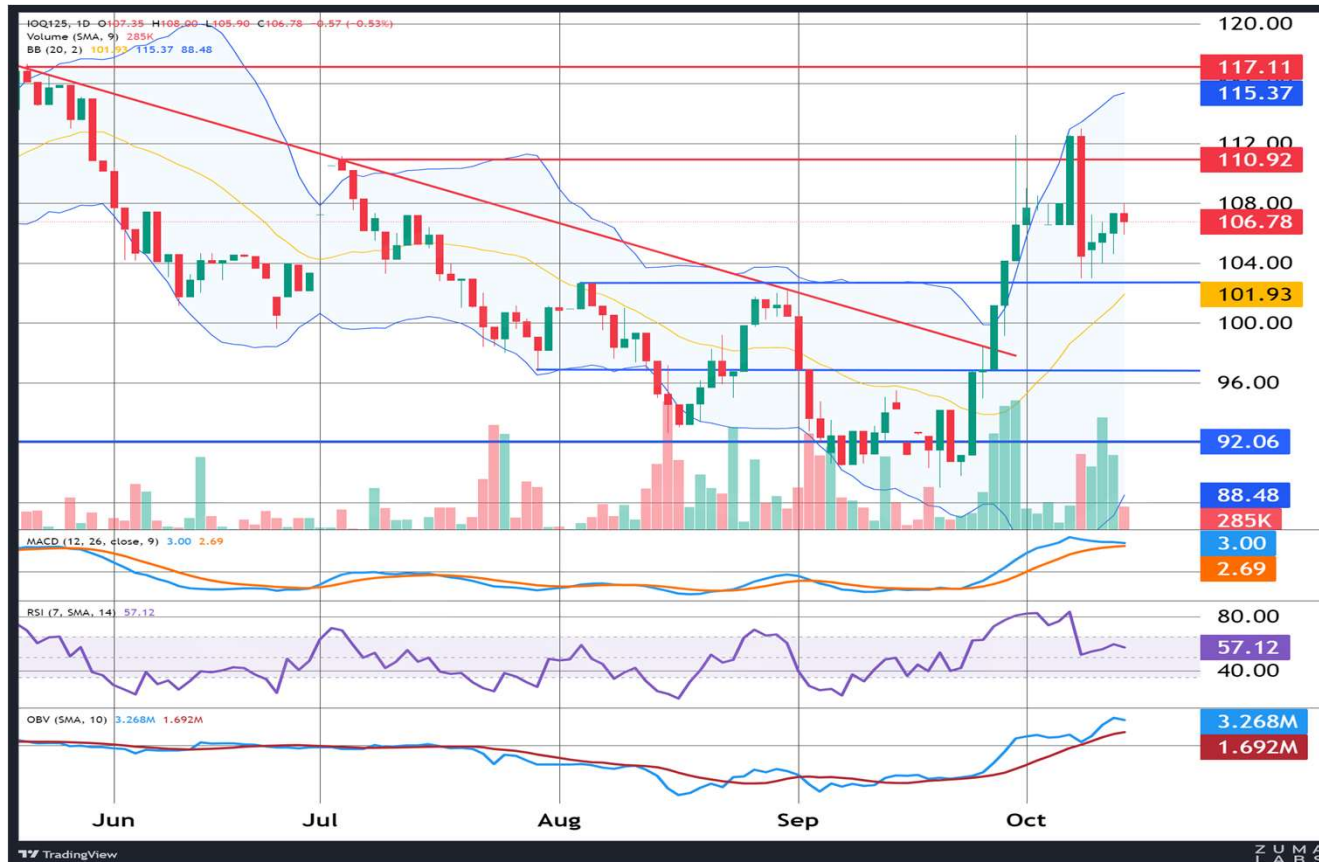 IOQ125, 1D O107.35 H108.00 L105.90 C106.78 -0.57 (-0.53%)
Volume (SMA, 9) 285K
BB (20, 2) 101.93 115.37 88.48
120.00
117.11
115.37
112.00
110.92
108.00
106.78
104.00
101.93
100.00
96.00
92.06
88.48
285K
MACD (12, 26, close, 9) 3.00 2.69
3.00
2.69
RSI (7, SMA, 14) 57.12
80.00
57.12
40.00
OBV (SMA, 10) 3.268M 1.692M
3.268M
1.692M
Jun Jul Aug Sep Oct
TradingView
ZUMA
LABS